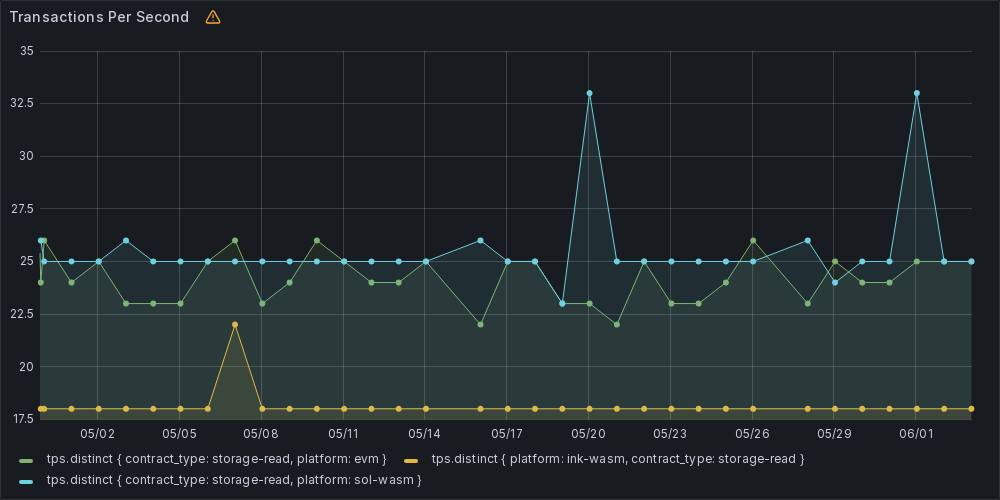 Transactions Per Second
35
32.5
30
27.5
25
22.5
20
17.5
05/02 05/05 05/08 05/11 05/14 05/17 05/20 05/23 05/26 05/29 06/01
tps.distinct { contract_type: storage-read, platform: evm } tps.distinct { platform: ink-wasm, contract_type: storage-read }
tps.distinct { contract_type: storage-read, platform: sol-wasm }